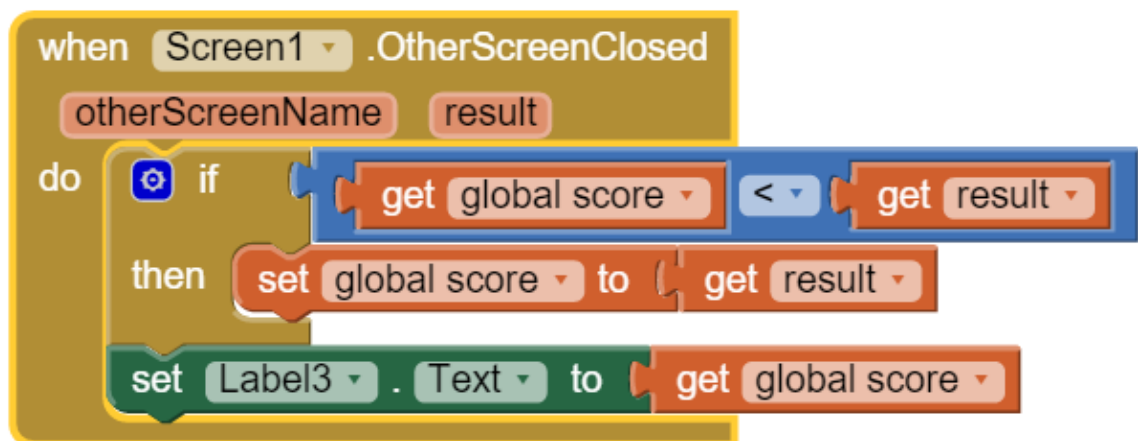 when Screen1 .OtherScreenClosed
otherScreenName result
do if get global score < get result
then set global score to get result
set Label3 . Text to get global score